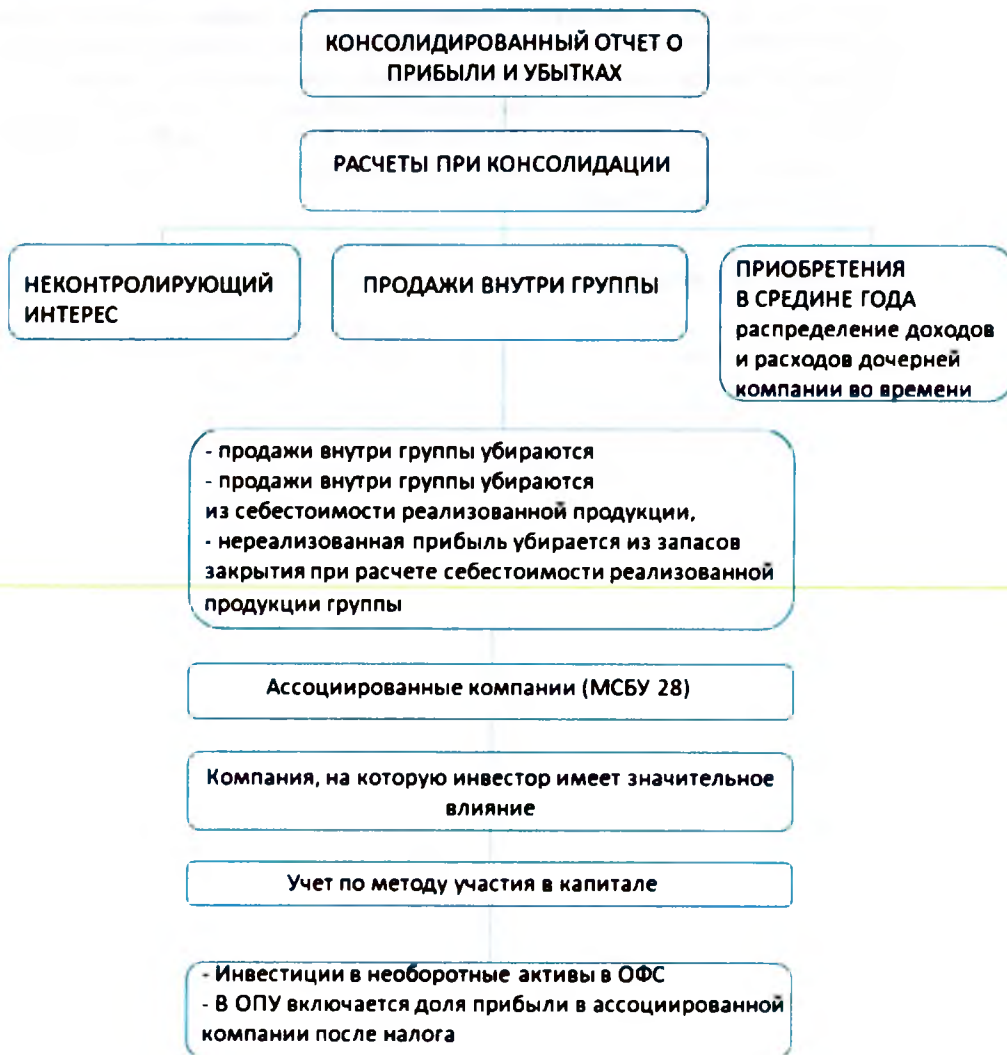 КОНСОЛИДИРОВАННЫЙ ОТЧЕТ О
ПРИБЫЛИ И УБЫТКАХ
РАСЧЕТЫ ПРИ КОНСОЛИДАЦИИ
НЕКОНТРОЛИРУЮЩИЙ
ИНТЕРЕС
ПРОДАЖИ ВНУТРИ ГРУППЫ
ПРИОБРЕТЕНИЯ
В СРЕДИНЕ ГОДА
распределение доходов
и расходов дочерней
компании во времени
- продажи внутри группы убираются
- продажи внутри группы убираются
из себестоимости реализованной продукции,
- нереализованная прибыль убирается из запасов
закрытия при расчете себестоимости реализованной
продукции группы
Ассоциированные компании (МСБУ 28)
Компания, на которую инвестор имеет значительное
влияние
Учет по методу участия в капитале
- Инвестиции в необоротные активы в ОФС
- В ОПУ включается доля прибыли в ассоциированной
компании после налога